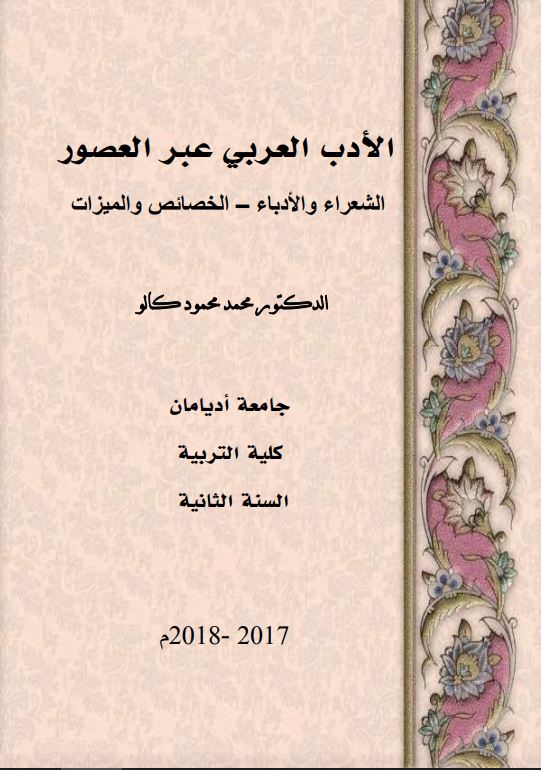 الأدب العربي عبر العصور
الشعراء والأدباء – الخصائص والميزات
الدكتور محمد محمود كالو
جامعة أديامان
كلية التربية
السنة الثانية
2017 -2018م